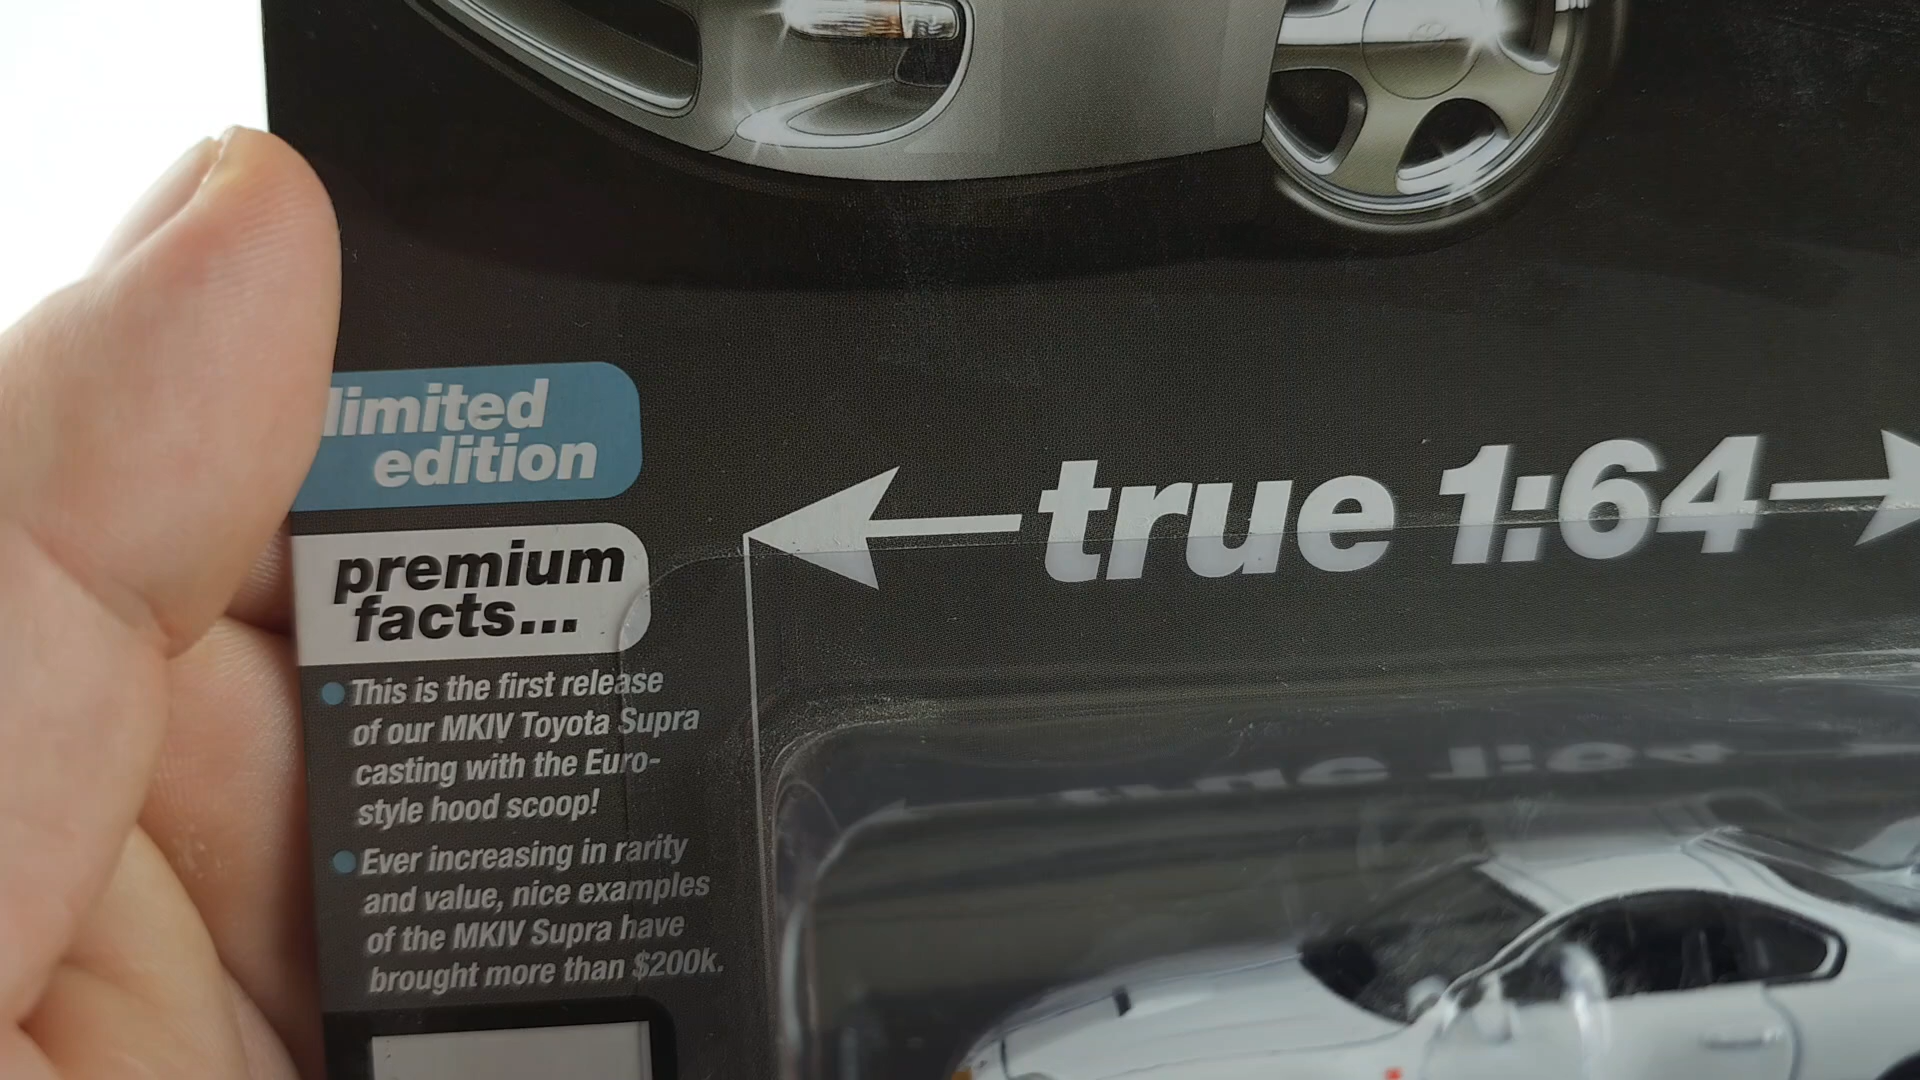 limited
edition
true 1:64
premium
facts...
This is the first release
of our MKIV Toyota Supra
casting with the Euro-
style hood scoop!
Ever increasing in rarity
and value, nice examples
of the MKIV Supra have
brought more than $200k.